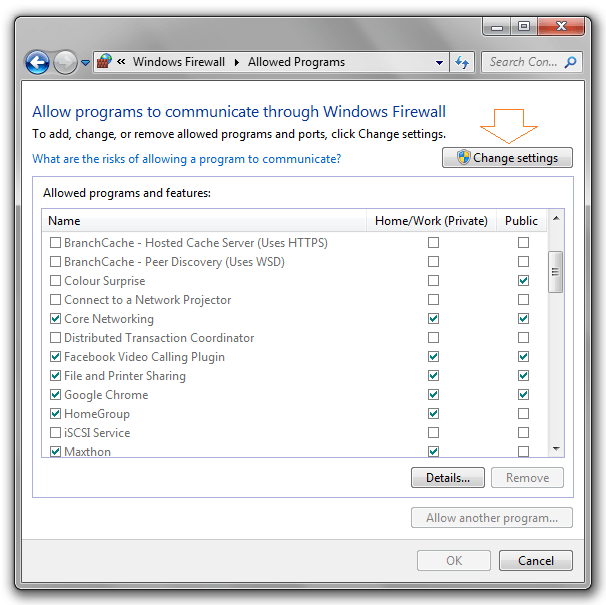 « Windows Firewall ▸ Allowed Programs
Search Con...
Allow programs to communicate through Windows Firewall
To add, change, or remove allowed programs and ports, click Change settings.
What are the risks of allowing a program to communicate?
Change settings
Allowed programs and features:
Name Home/Work (Private) Public
BranchCache - Hosted Cache Server (Uses HTTPS)
BranchCache - Peer Discovery (Uses WSD)
Colour Surprise
Connect to a Network Projector
Core Networking
Distributed Transaction Coordinator
Facebook Video Calling Plugin
File and Printer Sharing
Google Chrome
HomeGroup
iSCSI Service
Maxthon
Details... Remove
Allow another program...
OK Cancel